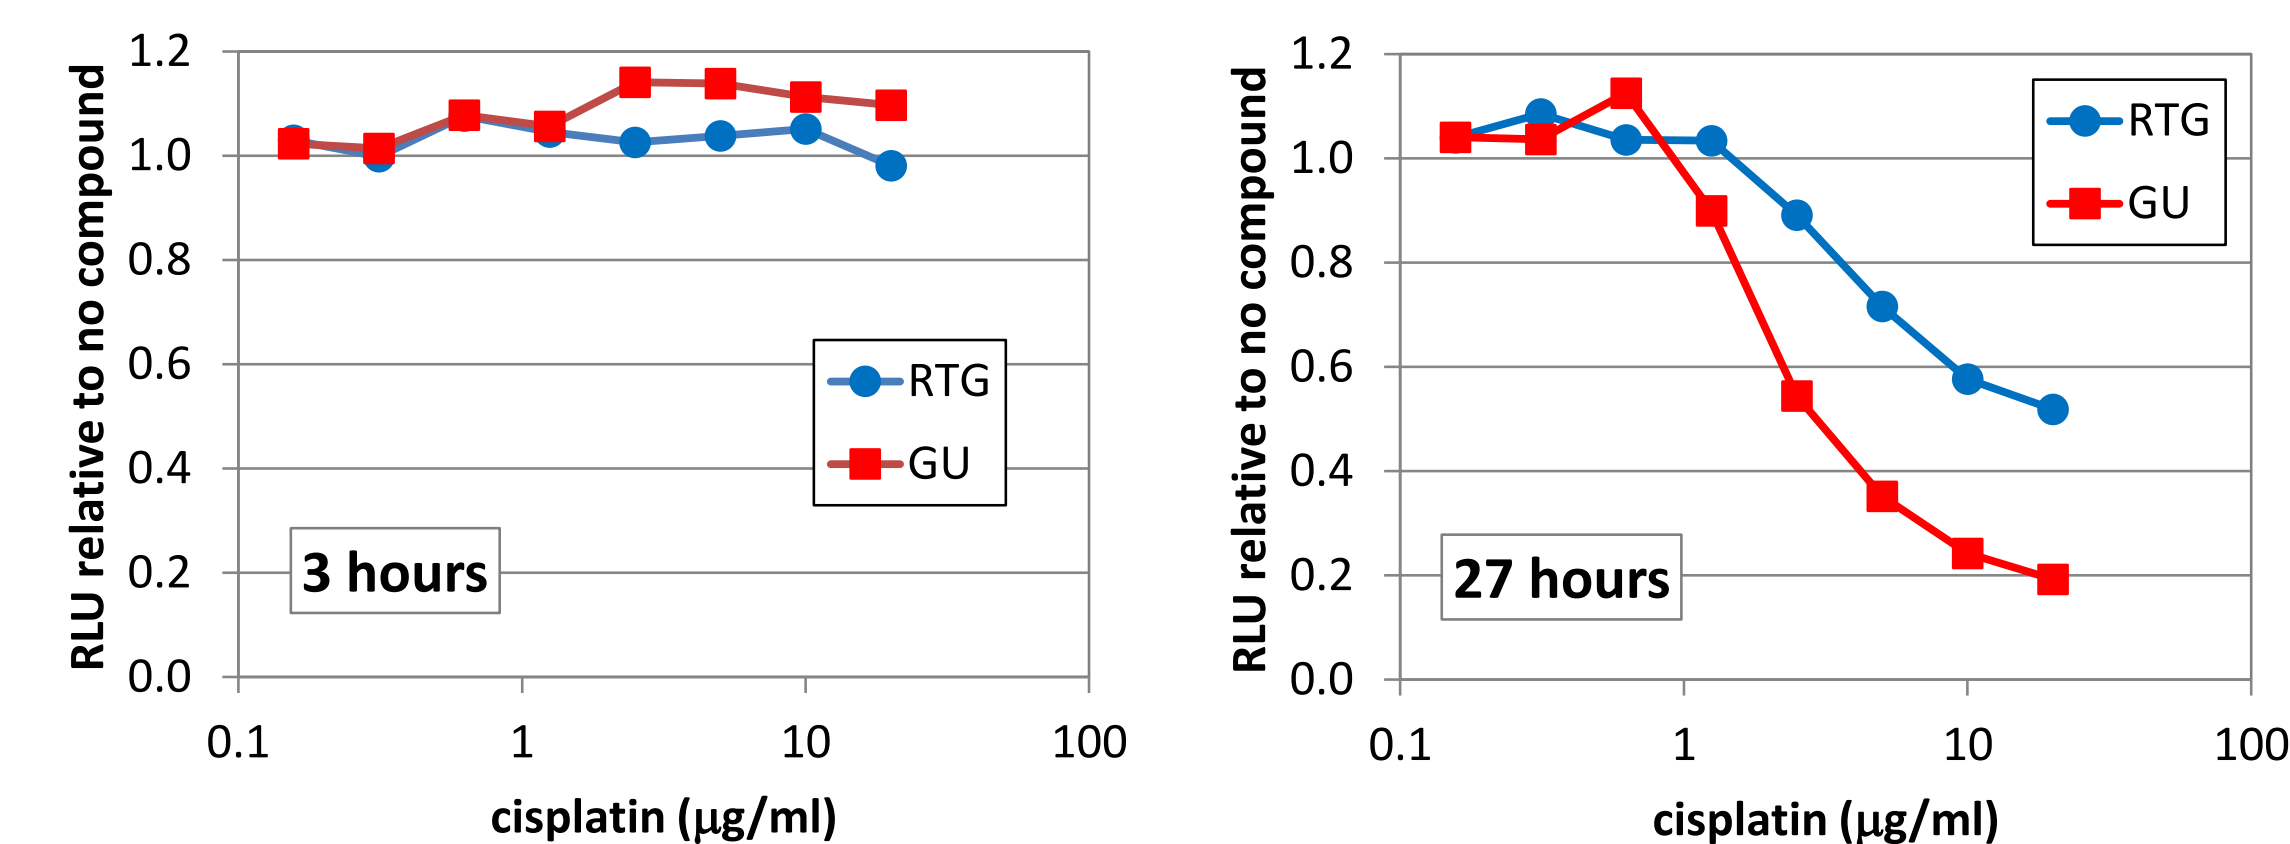 RLU relative to no compound
1.2
1.0
0.8
0.6
0.4
0.2
0.0
RTG
GU
3 hours
0.1 1 10 100
cisplatin (µg/ml)
RLU relative to no compound
1.2
1.0
0.8
0.6
0.4
0.2
0.0
RTG
GU
27 hours
0.1 1 10 100
cisplatin (µg/ml)